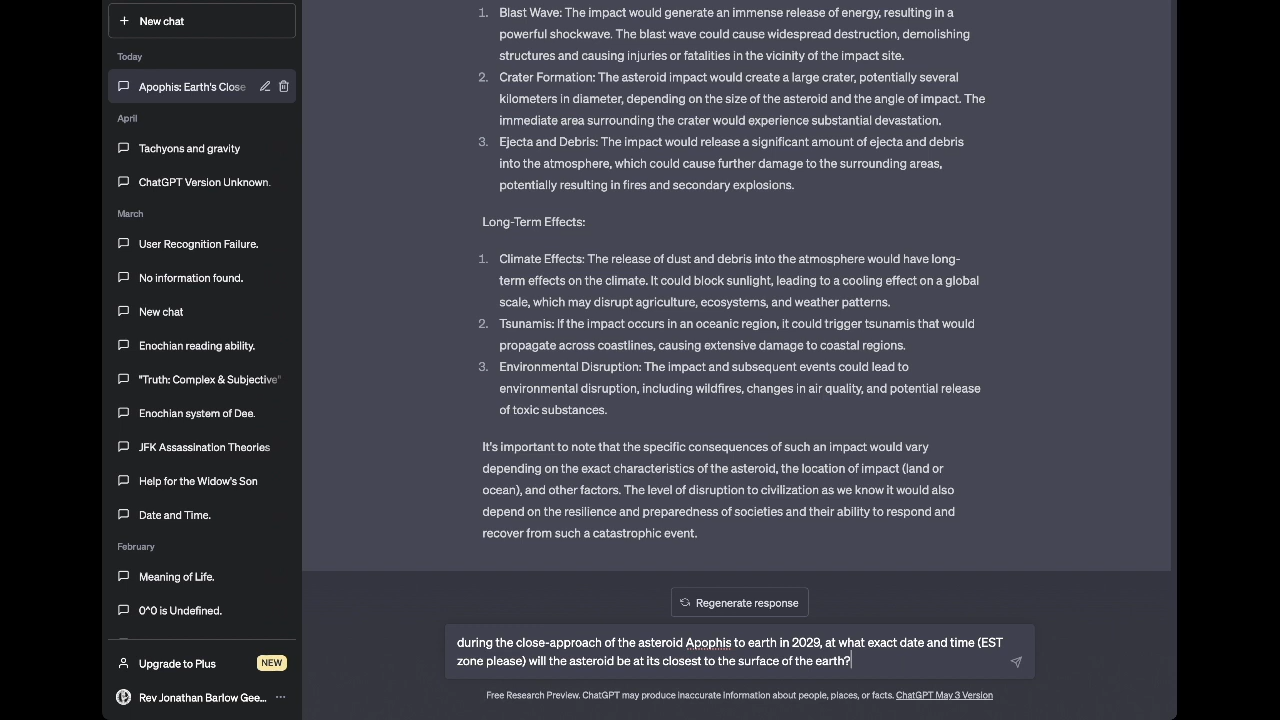 New chat
Today
Apophis: Earth's Close
April
Tachyons and gravity
ChatGPT Version Unknown.
March
User Recognition Failure.
No information found.
New chat
Enochian reading ability.
"Truth: Complex & Subjective"
Enochian system of Dee.
JFK Assassination Theories
Help for the Widow's Son
Date and Time.
February
Meaning of Life.
0^0 is Undefined.
Upgrade to Plus
NEW
Rev Jonathan Barlow Gee...
1. Blast Wave: The impact would generate an immense release of energy, resulting in a
powerful shockwave. The blast wave could cause widespread destruction, demolishing
structures and causing injuries or fatalities in the vicinity of the impact site.
2. Crater Formation: The asteroid impact would create a large crater, potentially several
kilometers in diameter, depending on the size of the asteroid and the angle of impact. The
immediate area surrounding the crater would experience substantial devastation.
3. Ejecta and Debris: The impact would release a significant amount of ejecta and debris
into the atmosphere, which could cause further damage to the surrounding areas,
potentially resulting in fires and secondary explosions.
Long-Term Effects:
1. Climate Effects: The release of dust and debris into the atmosphere would have long-
term effects on the climate. It could block sunlight, leading to a cooling effect on a global
scale, which may disrupt agriculture, ecosystems, and weather patterns.
2. Tsunamis: If the impact occurs in an oceanic region, it could trigger tsunamis that would
propagate across coastlines, causing extensive damage to coastal regions.
3. Environmental Disruption: The impact and subsequent events could lead to
environmental disruption, including wildfires, changes in air quality, and potential release
of toxic substances.
It's important to note that the specific consequences of such an impact would vary
depending on the exact characteristics of the asteroid, the location of impact (land or
ocean), and other factors. The level of disruption to civilization as we know it would also
depend on the resilience and preparedness of societies and their ability to respond and
recover from such a catastrophic event.
Regenerate response
during the close-approach of the asteroid Apophis to earth in 2029, at what exact date and time (EST
zone please) will the asteroid be at its closest to the surface of the earth?
Free Research Preview. ChatGPT may produce inaccurate information about people, places, or facts. ChatGPT May 3 Version